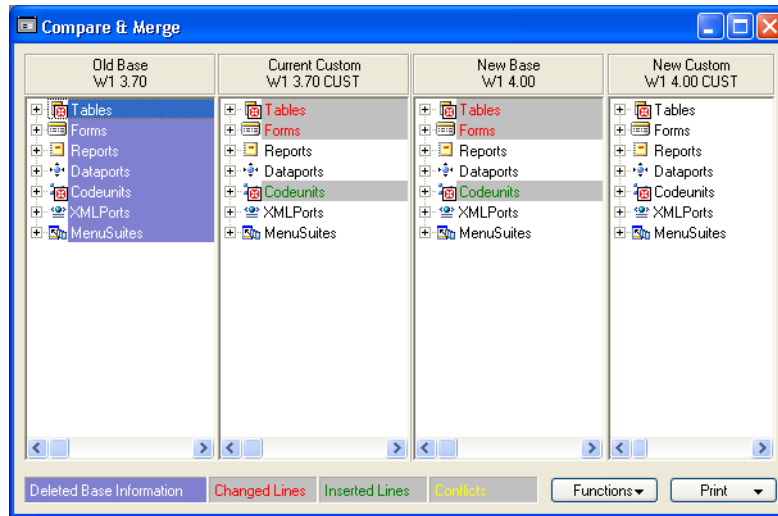 Compare & Merge
Old Base
W1 3.70
Current Custom
W1 3.70 CUST
New Base
W1 4.00
New Custom
W1 4.00 CUST
Tables
Forms
Reports
Dataports
Codeunits
XMLPorts
MenuSuites
Tables
Forms
Reports
Dataports
Codeunits
XMLPorts
MenuSuites
Tables
Forms
Reports
Dataports
Codeunits
XMLPorts
MenuSuites
Tables
Forms
Reports
Dataports
Codeunits
XMLPorts
MenuSuites
Deleted Base Information
Changed Lines
Inserted Lines
Conflicts
Functions
Print